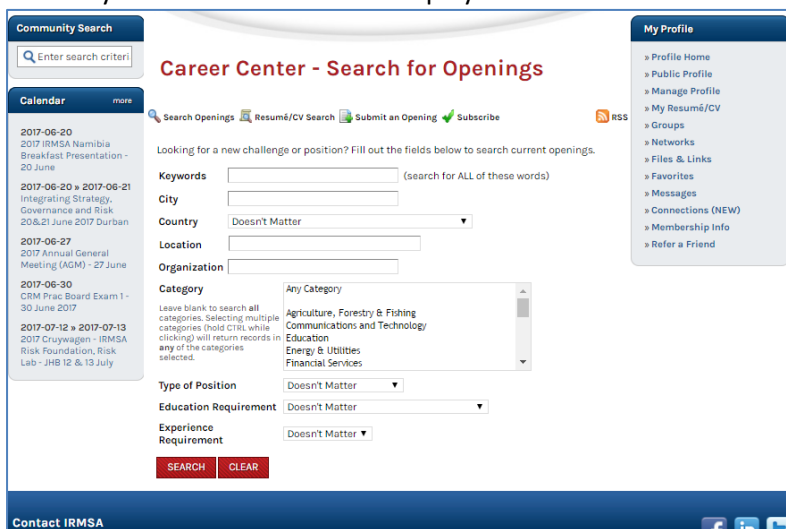 Community Search
Enter search criteri
Calendar more
2017-06-20
2017 IRMSA Namibia
Breakfast Presentation -
20 June
2017-06-20 » 2017-06-21
Integrating Strategy,
Governance and Risk
20&21 June 2017 Durban
2017-06-27
2017 Annual General
Meeting (AGM) - 27 June
2017-06-30
CRM Prac Board Exam 1 -
30 June 2017
2017-07-12 » 2017-07-13
2017 Cruywagen - IRMSA
Risk Foundation, Risk
Lab - JHB 12 & 13 July
Career Center - Search for Openings
Search Openings Resumé/CV Search Submit an Opening Subscribe RSS
Looking for a new challenge or position? Fill out the fields below to search current openings.
Keywords (search for ALL of these words)
City
Country Doesn't Matter
Location
Organization
Category
Leave blank to search all
categories. Selecting multiple
categories (hold CTRL while
clicking) will return records in
any of the categories
selected.
Any Category
Agriculture, Forestry & Fishing
Communications and Technology
Education
Energy & Utilities
Financial Services
Type of Position Doesn't Matter
Education Requirement Doesn't Matter
Experience
Requirement Doesn't Matter
SEARCH CLEAR
My Profile
» Profile Home
» Public Profile
» Manage Profile
» My Resumé/CV
» Groups
» Networks
» Files & Links
» Favorites
» Messages
» Connections (NEW)
» Membership Info
» Refer a Friend
Contact IRMSA